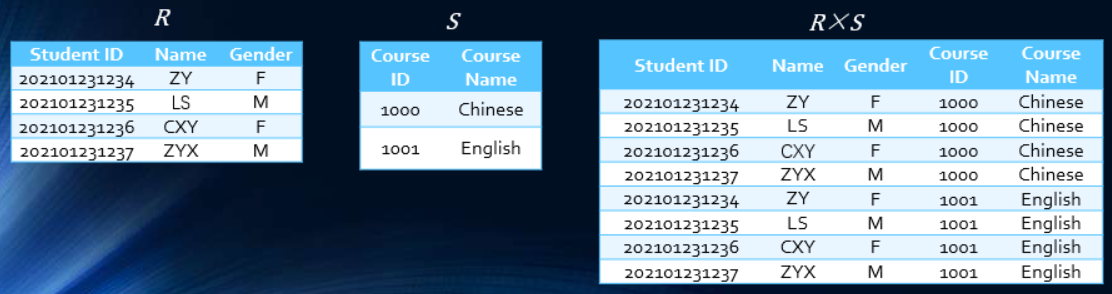 R
Student ID Name Gender
202101231234 ZY F
202101231235 LS M
202101231236 CXY F
202101231237 ZYX M
S
Course ID Course Name
1000 Chinese
1001 English
R×S
Student ID Name Gender Course ID Course Name
202101231234 ZY F 1000 Chinese
202101231235 LS M 1000 Chinese
202101231236 CXY F 1000 Chinese
202101231237 ZYX M 1000 Chinese
202101231234 ZY F 1001 English
202101231235 LS M 1001 English
202101231236 CXY F 1001 English
202101231237 ZYX M 1001 English